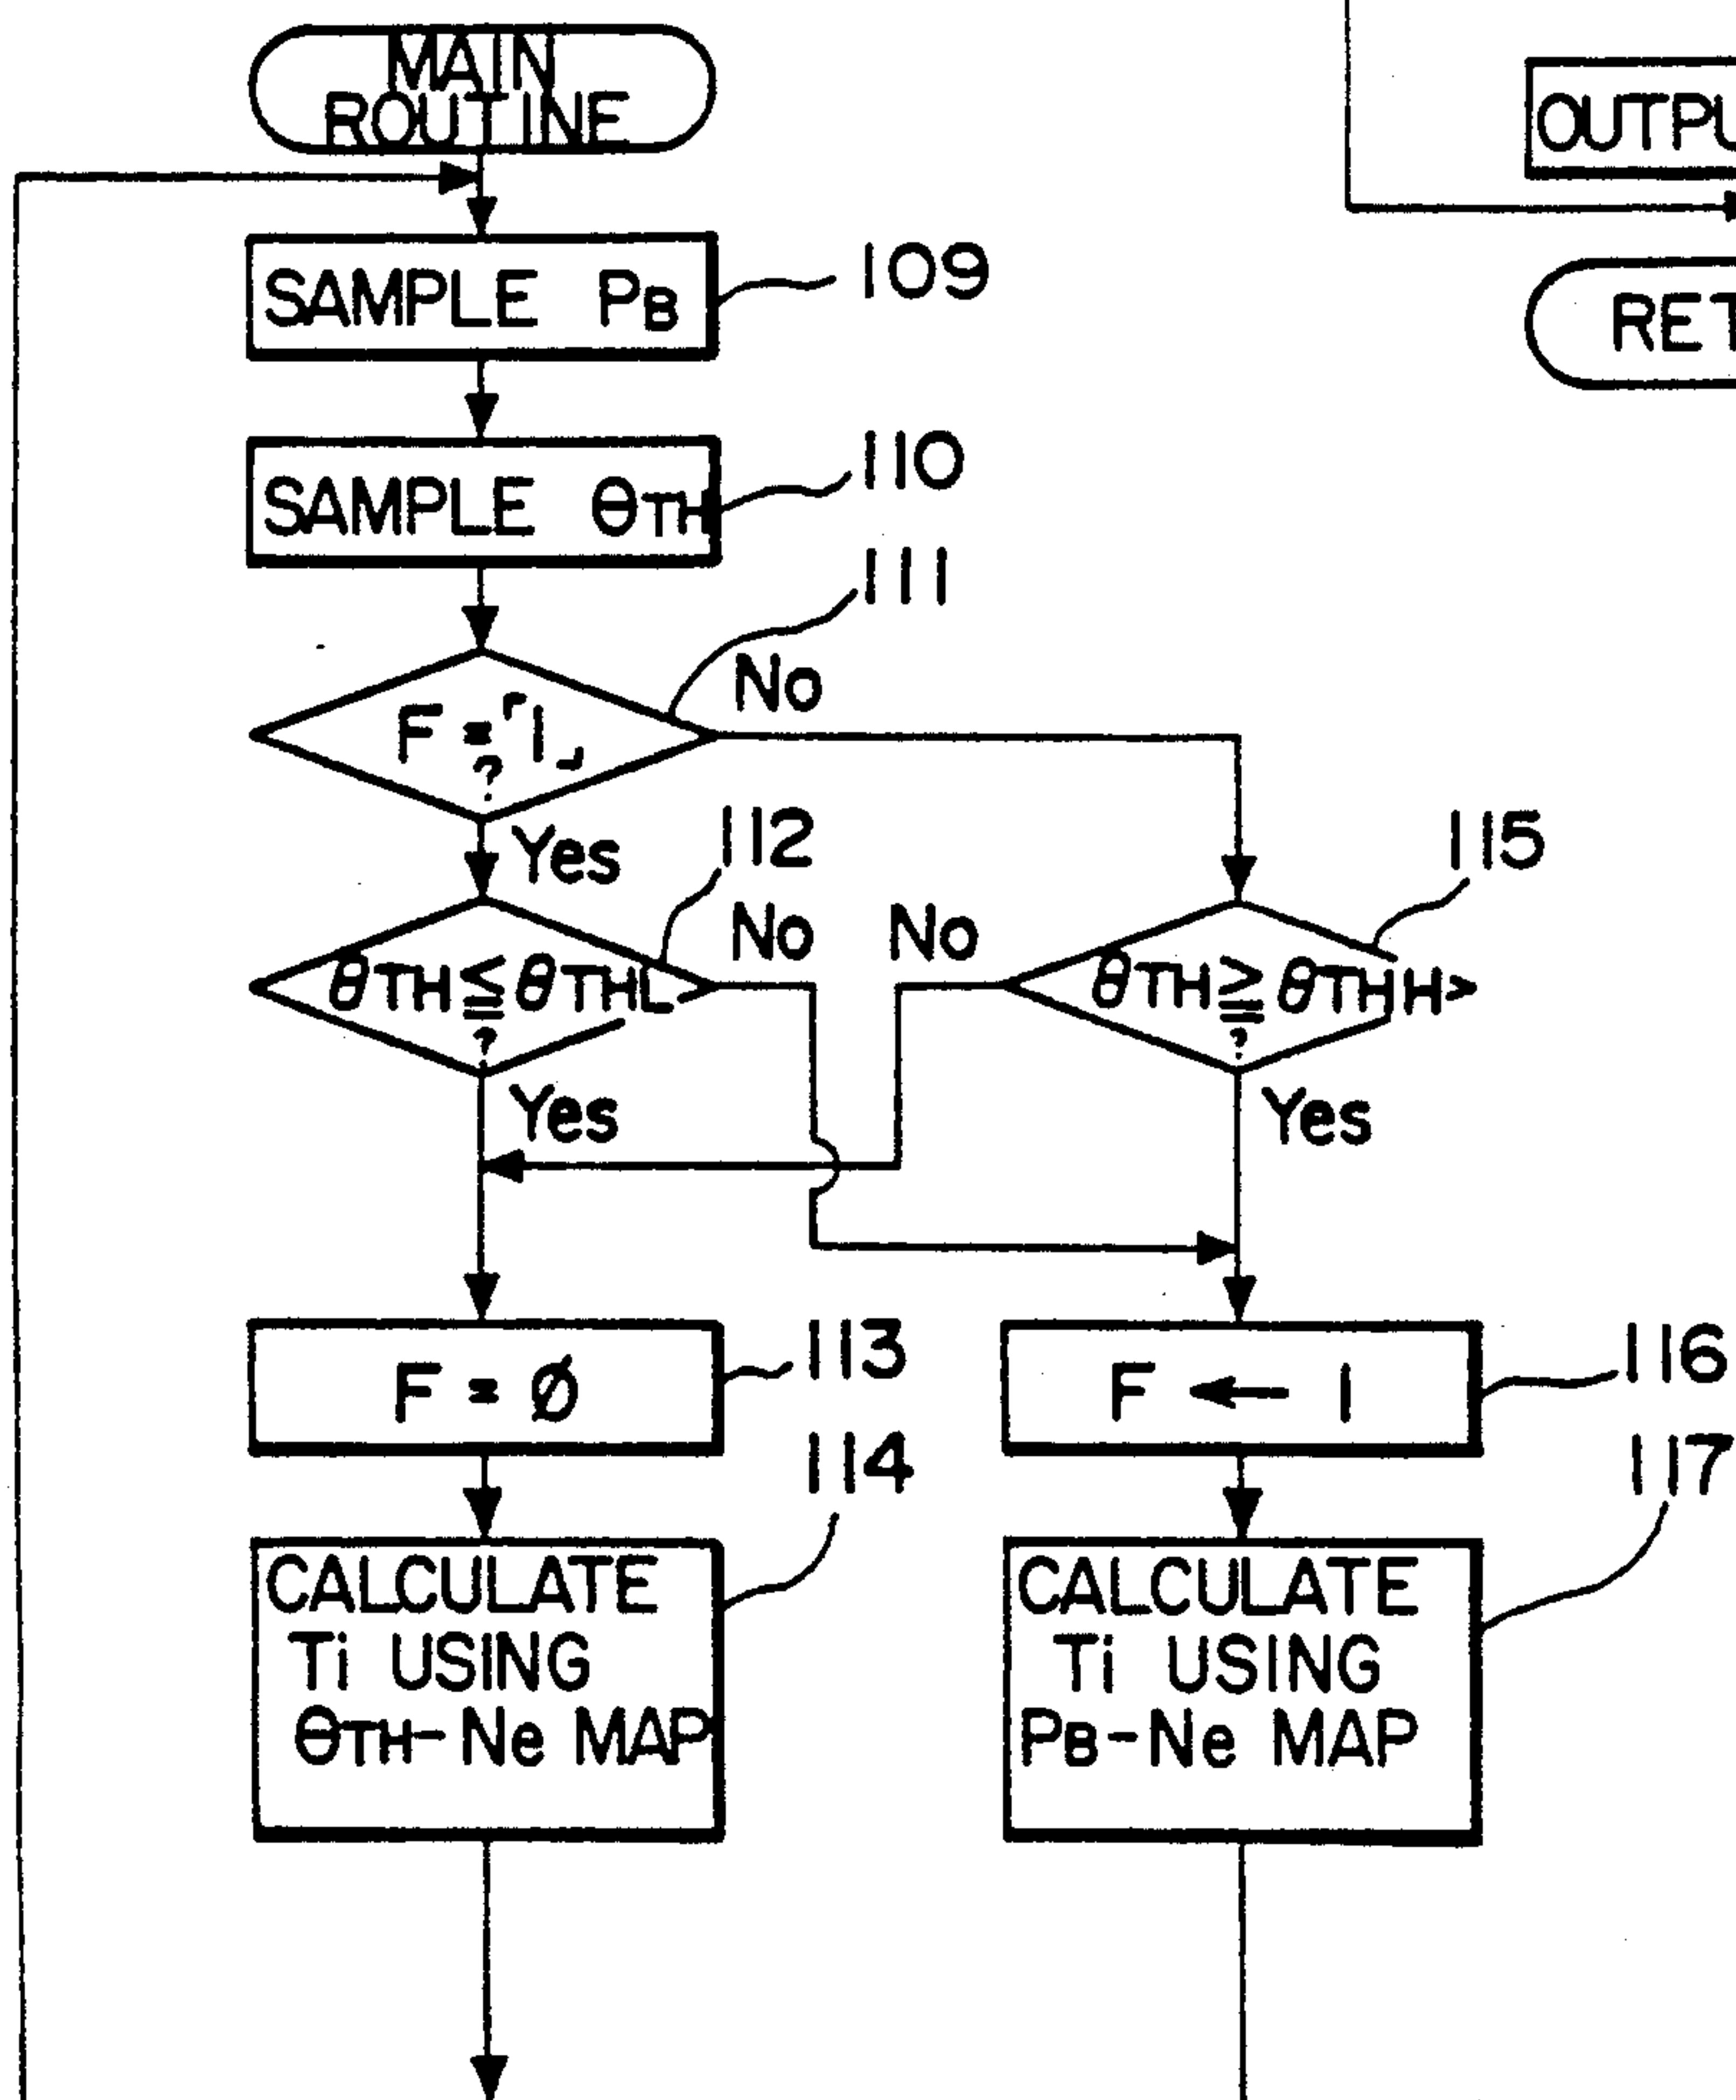 MAIN
ROUTINE
SAMPLE PB
109
SAMPLE θTH
110
111
F = 「1」
?
No
Yes
112
θTH ≦ θTHL
?
No
Yes
115
θTH ≧ θTHH
?
No
Yes
F = Ø
113
F ← 1
116
CALCULATE
Ti USING
θTH-Ne MAP
114
CALCULATE
Ti USING
PB-Ne MAP
117